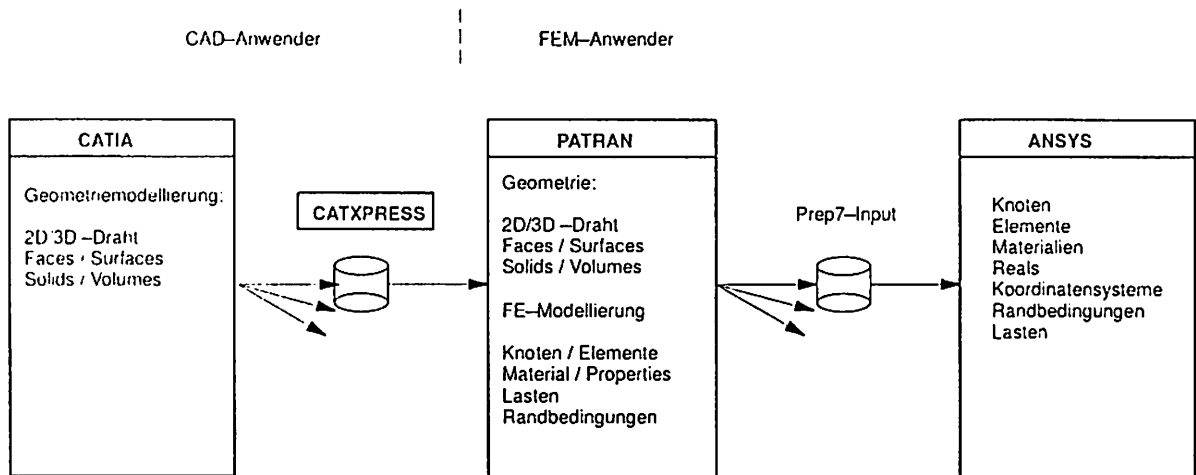 CAD–Anwender
FEM–Anwender
CATIA
Geometriemodellierung:
2D/3D –Draht
Faces / Surfaces
Solids / Volumes
CATXPRESS
PATRAN
Geometrie:
2D/3D –Draht
Faces / Surfaces
Solids / Volumes
FE–Modellierung
Knoten / Elemente
Material / Properties
Lasten
Randbedingungen
Prep7–Input
ANSYS
Knoten
Elemente
Materialien
Reals
Koordinatensysteme
Randbedingungen
Lasten